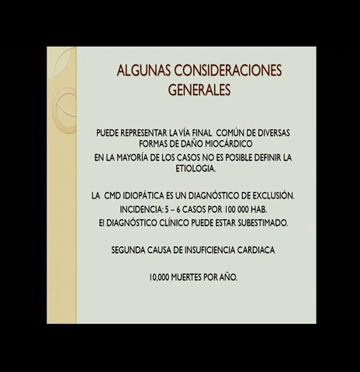 ALGUNAS CONSIDERACIONES
GENERALES
PUEDE REPRESENTAR LA VÍA FINAL COMÚN DE DIVERSAS
FORMAS DE DAÑO MIOCÁRDICO
EN LA MAYORÍA DE LOS CASOS NO ES POSIBLE DEFINIR LA
ETIOLOGIA.
LA CMD IDIOPÁTICA ES UN DIAGNÓSTICO DE EXCLUSIÓN.
INCIDENCIA: 5 – 6 CASOS POR 100 000 HAB.
El DIAGNÓSTICO CLÍNICO PUEDE ESTAR SUBESTIMADO.
SEGUNDA CAUSA DE INSUFICIENCIA CARDIACA
10,000 MUERTES POR AÑO.